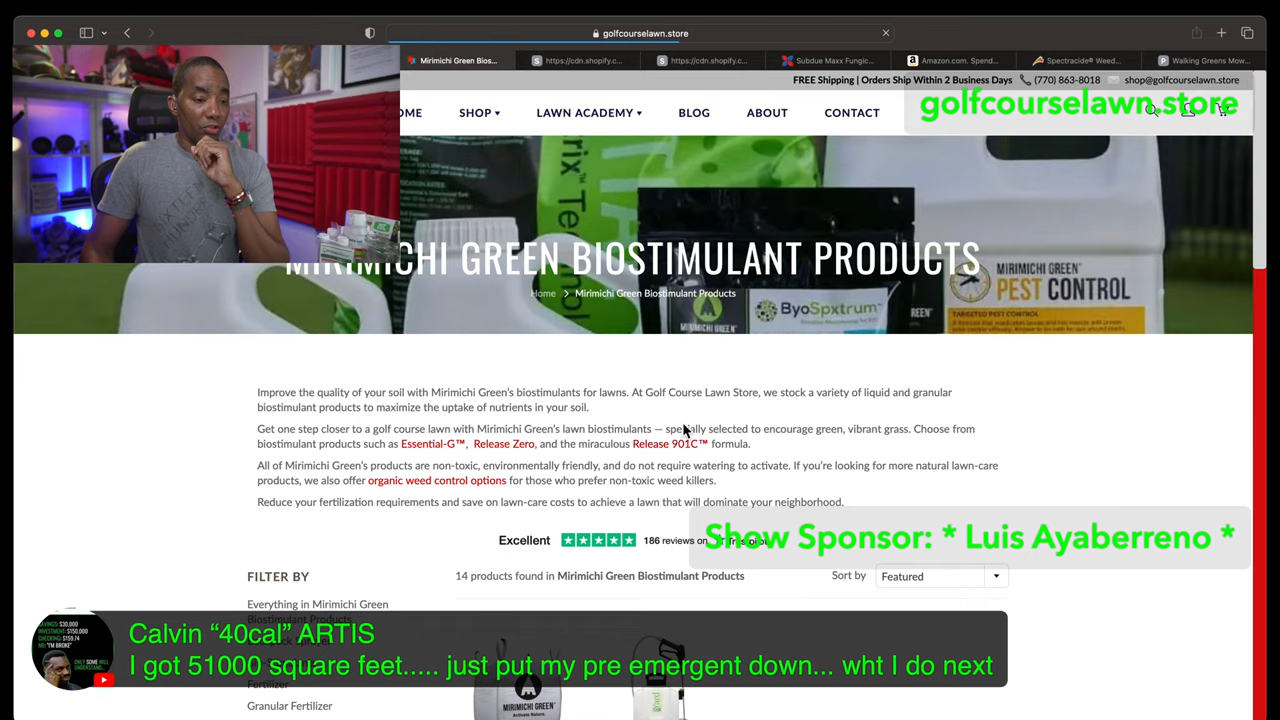 golfcourselawn.store
Mirimichi Green Bios...
https://cdn.shopify.c...
https://cdn.shopify.c...
Subdue Maxx Fungic...
Amazon.com. Spend...
Spectracide® Weed...
Walking Greens Mow...
FREE Shipping | Orders Ship Within 2 Business Days
(770) 863-8018
shop@golfcourselawn.store
golfcourselawn.store
OME
SHOP
LAWN ACADEMY
BLOG
ABOUT
CONTACT
MIRIMICHI GREEN BIOSTIMULANT PRODUCTS
Home > Mirimichi Green Biostimulant Products
ByoSpxtrum™
MIRIMICHI GREEN
MIRIMICHI GREEN
PEST CONTROL
Improve the quality of your soil with Mirimichi Green's biostimulants for lawns. At Golf Course Lawn Store, we stock a variety of liquid and granular
biostimulant products to maximize the uptake of nutrients in your soil.
Get one step closer to a golf course lawn with Mirimichi Green's lawn biostimulants — specially selected to encourage green, vibrant grass. Choose from
biostimulant products such as Essential-G™, Release Zero, and the miraculous Release 901C™ formula.
All of Mirimichi Green's products are non-toxic, environmentally friendly, and do not require watering to activate. If you're looking for more natural lawn-care
products, we also offer organic weed control options for those who prefer non-toxic weed killers.
Reduce your fertilization requirements and save on lawn-care costs to achieve a lawn that will dominate your neighborhood.
Show Sponsor: * Luis Ayaberreno *
Excellent
186 reviews on
FILTER BY
14 products found in Mirimichi Green Biostimulant Products
Sort by
Featured
Everything in Mirimichi Green
Biostimulant Products
Calvin “40cal” ARTIS
I got 51000 square feet..... just put my pre emergent down... wht I do next
Fertilizer
Granular Fertilizer
MIRIMICHI GREEN
Activate Nature.